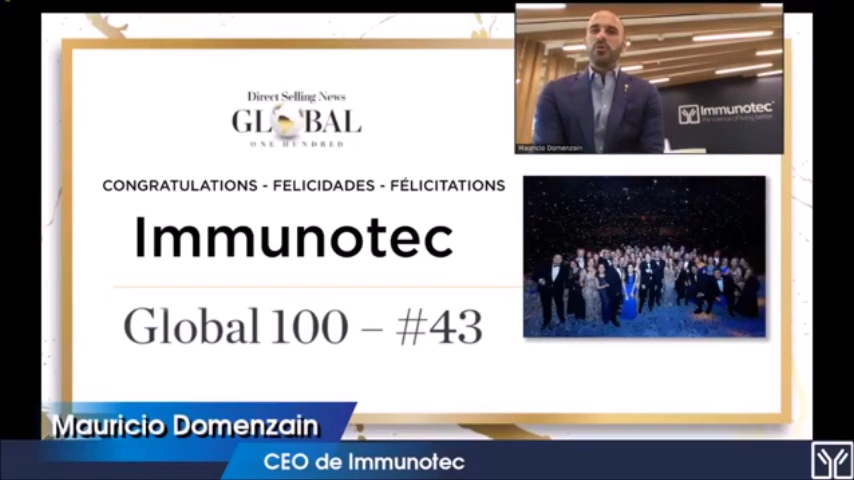 Direct Selling News
GLOBAL
ONE HUNDRED
CONGRATULATIONS - FELICIDADES - FÉLICITATIONS
Immunotec
Global 100 – #43
Immunotec
the science of living better
Mauricio Domenzain
Mauricio Domenzain
CEO de Immunotec